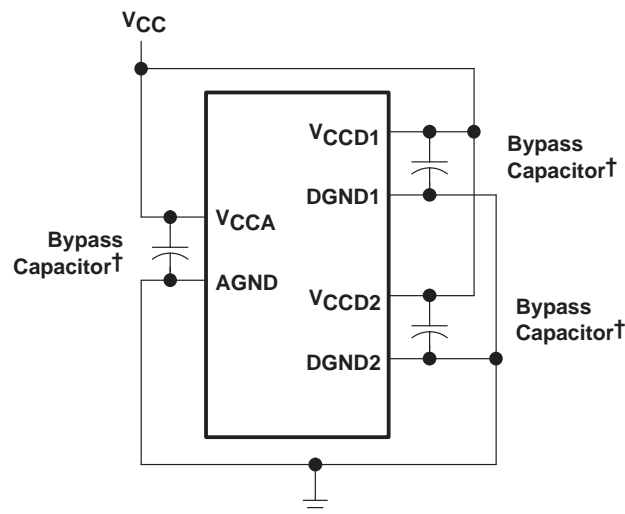 VCC
VCCD1
Bypass
Capacitor†
DGND1
VCCA
Bypass
Capacitor†
AGND
VCCD2
Bypass
Capacitor†
DGND2